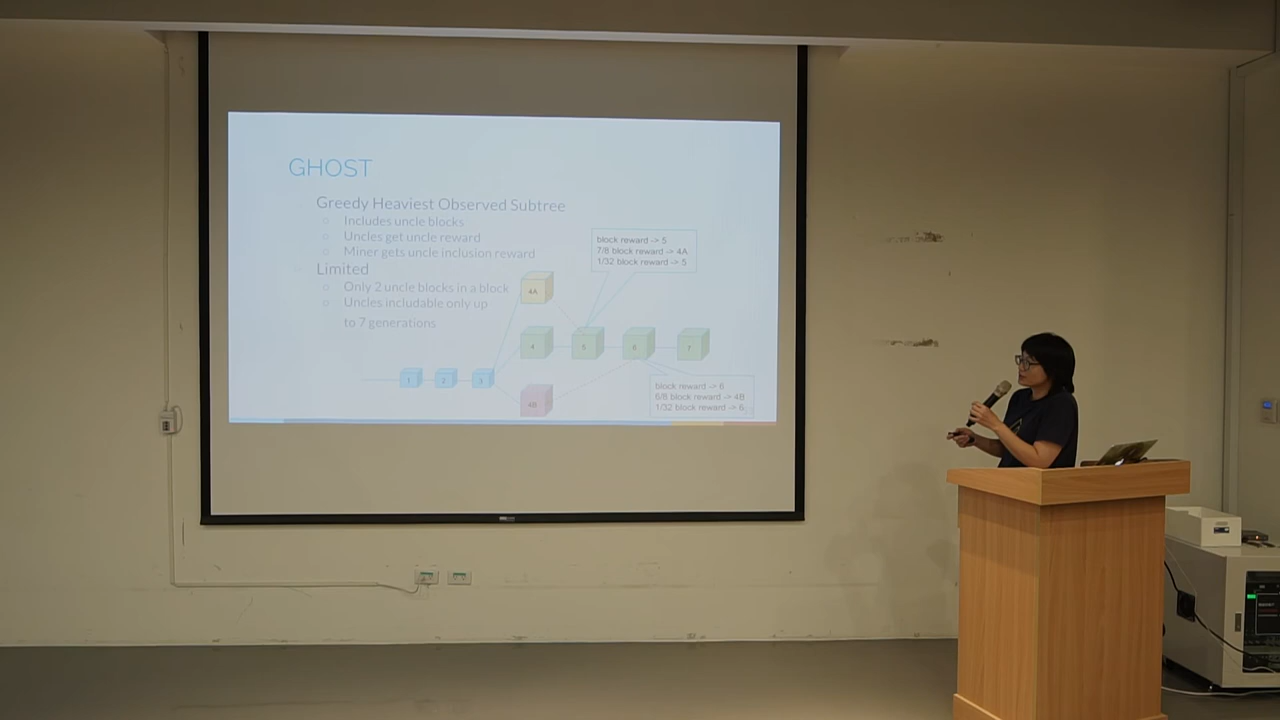 GHOST
Greedy Heaviest Observed Subtree
Includes uncle blocks
Uncles get uncle reward
Miner gets uncle inclusion reward
Limited
Only 2 uncle blocks in a block
Uncles includable only up
to 7 generations
block reward -> 5
7/8 block reward -> 4A
1/32 block reward -> 5
4A
4
5
6
7
1
2
3
4B
block reward -> 6
6/8 block reward -> 4B
1/32 block reward -> 6